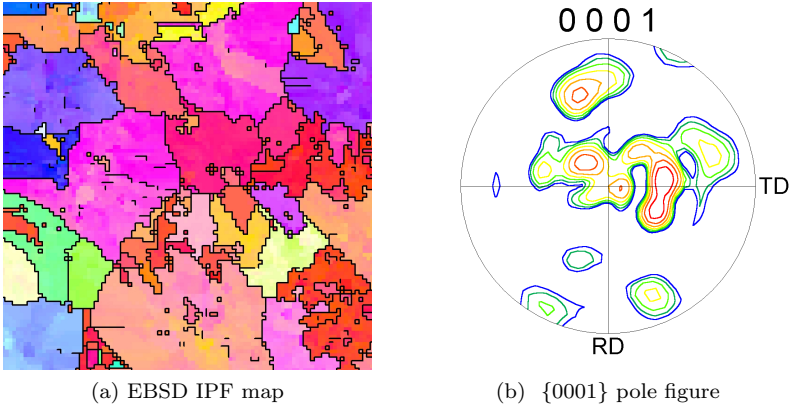 0 0 0 1
TD
RD
(a) EBSD IPF map
(b) {0001} pole figure